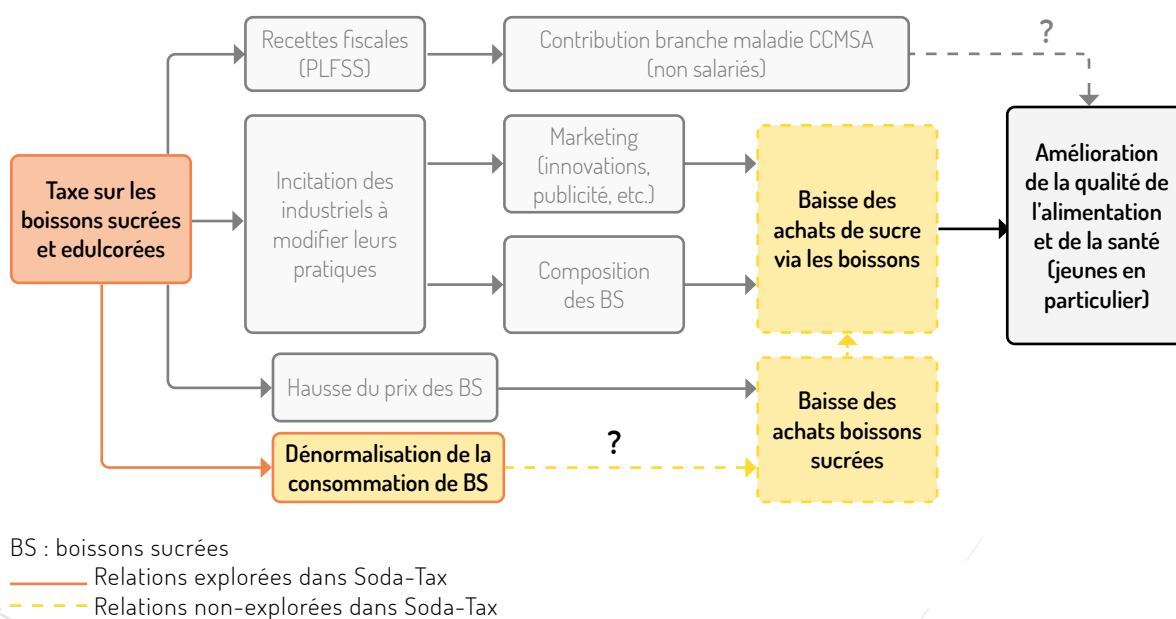 Recettes fiscales
(PLFSS)
Contribution branche maladie CCMSA
(non salariés)
?
Taxe sur les
boissons sucrées
et edulcorées
Incitation des
industriels à
modifier leurs
pratiques
Marketing
(innovations,
publicité, etc.)
Composition
des BS
Baisse des
achats de sucre
via les boissons
Amélioration
de la qualité de
l'alimentation
et de la santé
(jeunes en
particulier)
Hausse du prix des BS
Baisse des
achats boissons
sucrées
Dénormalisation de la
consommation de BS
?
BS : boissons sucrées
Relations explorées dans Soda-Tax
Relations non-explorées dans Soda-Tax